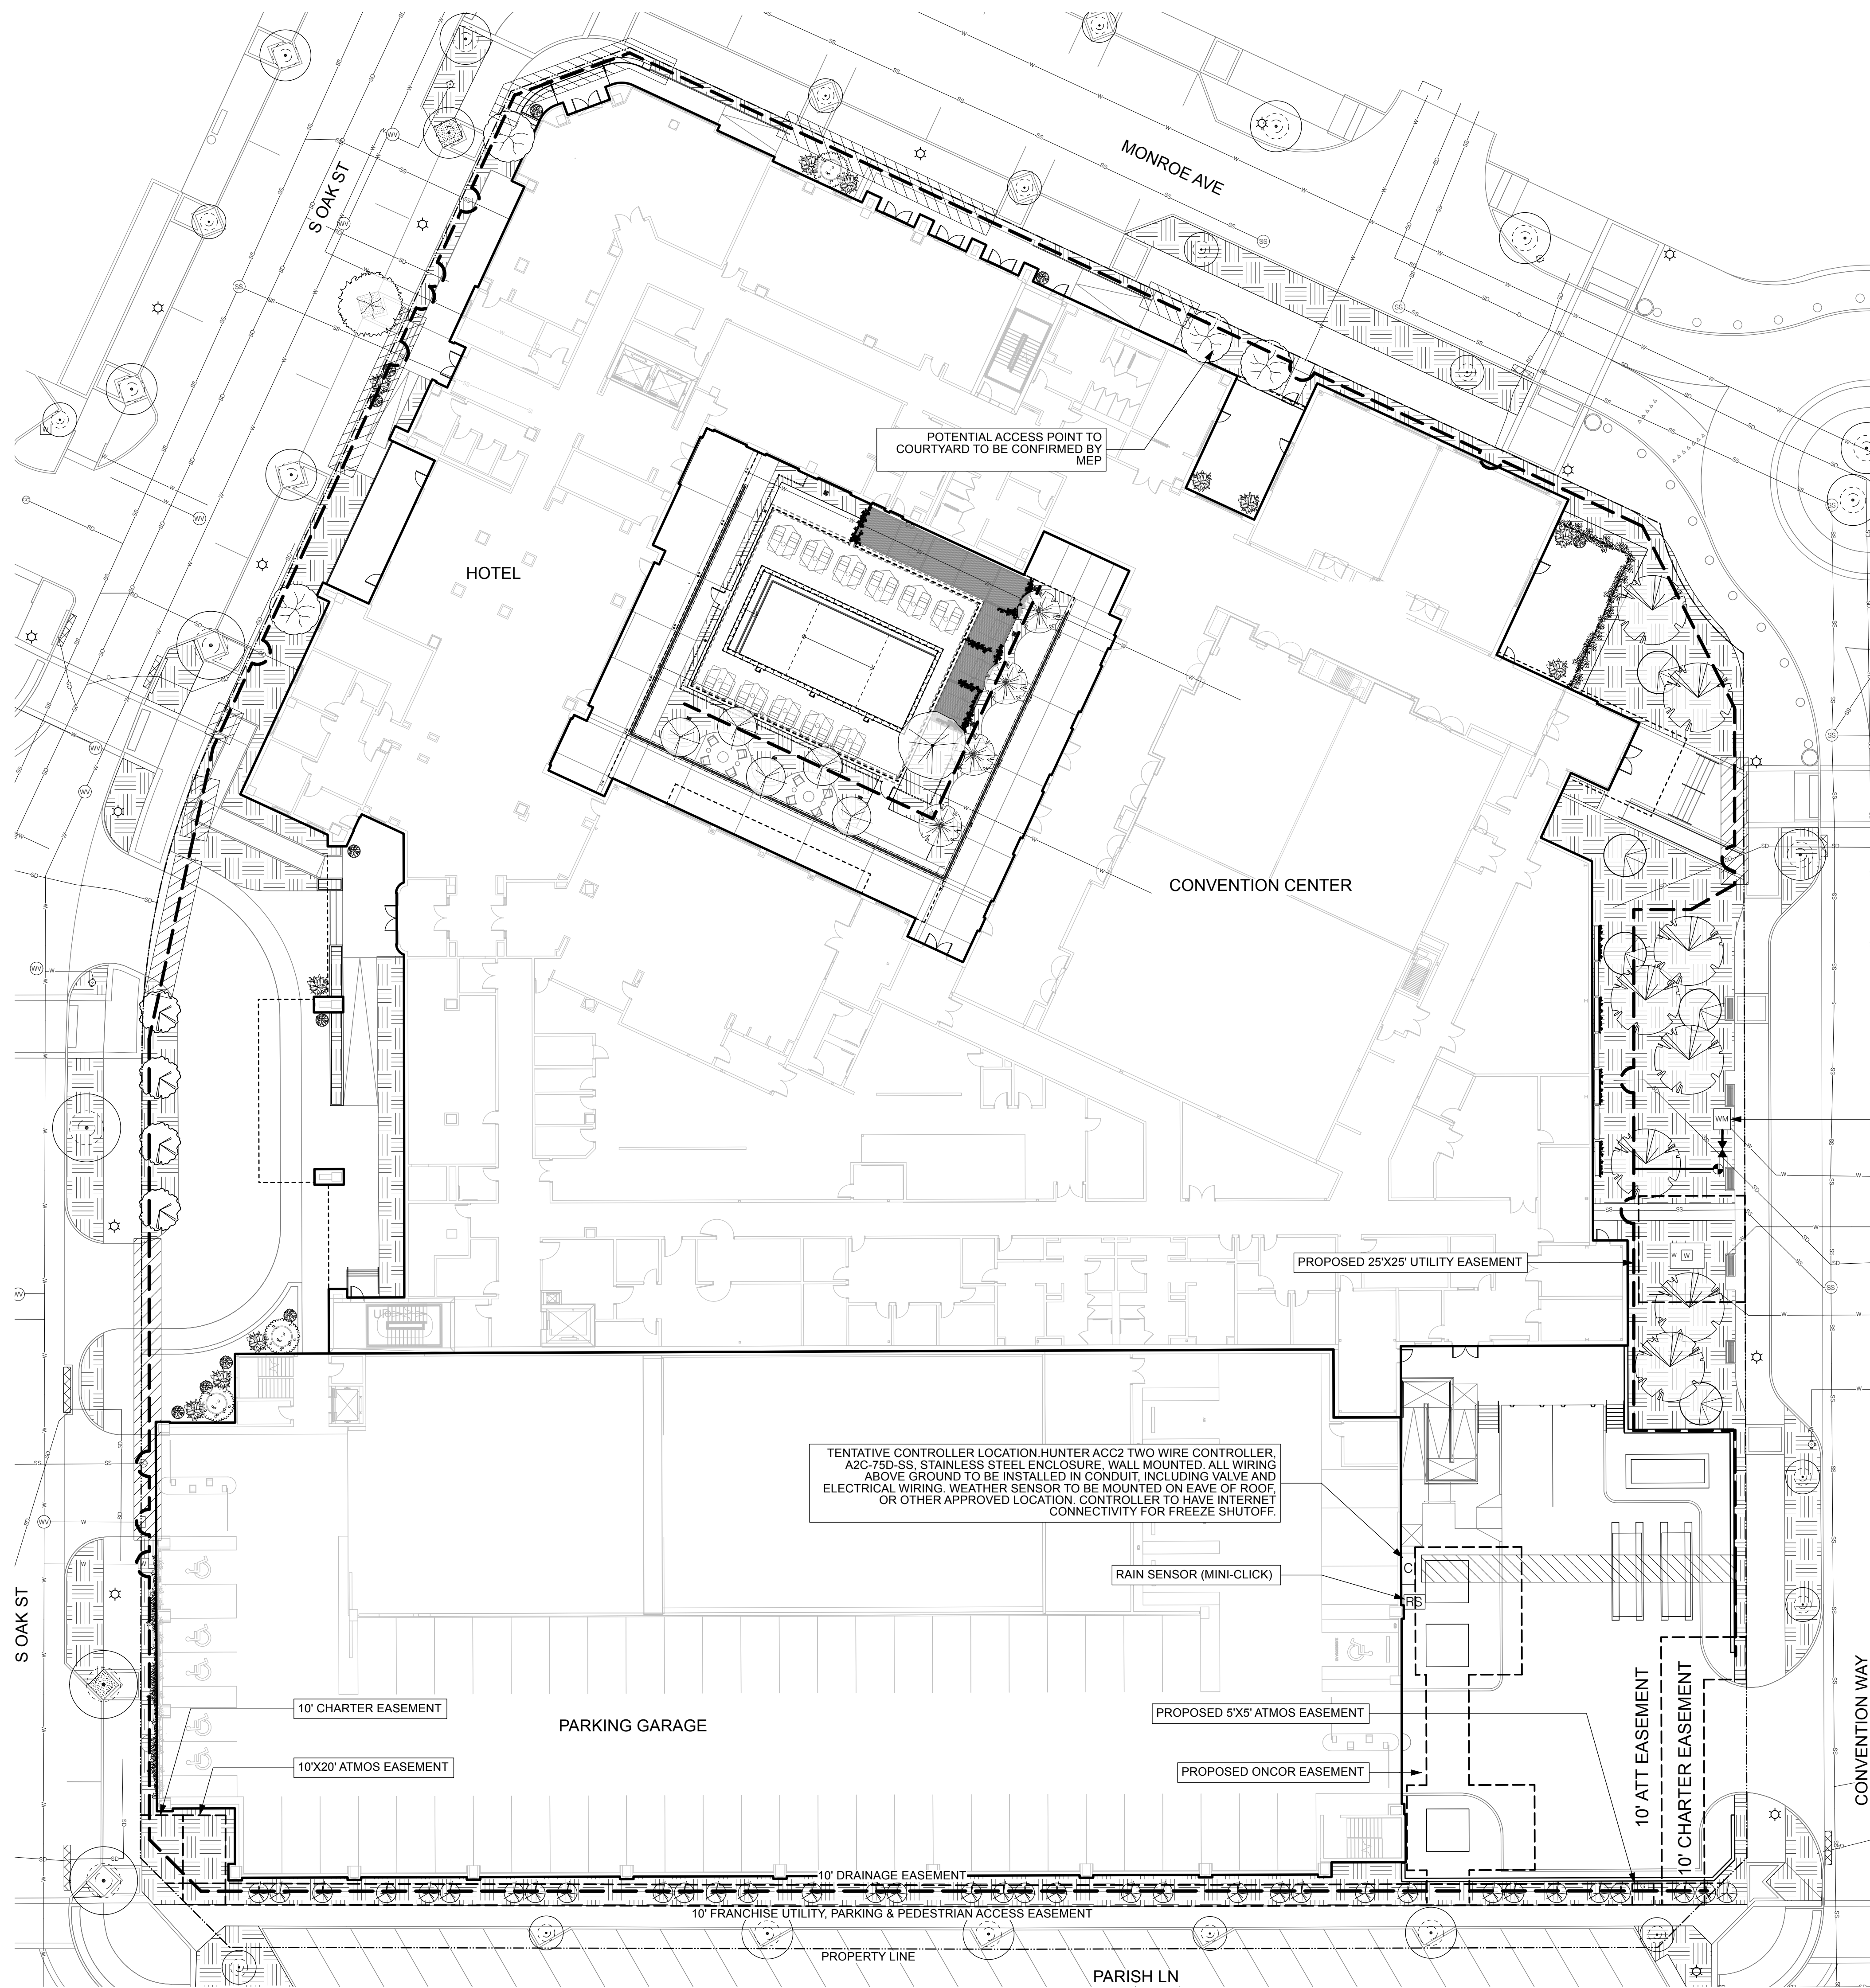 MONROE AVE
S OAK ST
POTENTIAL ACCESS POINT TO
COURTYARD TO BE CONFIRMED BY
MEP
HOTEL
CONVENTION CENTER
WM
PROPOSED 25'X25' UTILITY EASEMENT
UP
TENTATIVE CONTROLLER LOCATION.HUNTER ACC2 TWO WIRE CONTROLLER,
A2C-75D-SS, STAINLESS STEEL ENCLOSURE, WALL MOUNTED. ALL WIRING
ABOVE GROUND TO BE INSTALLED IN CONDUIT, INCLUDING VALVE AND
ELECTRICAL WIRING. WEATHER SENSOR TO BE MOUNTED ON EAVE OF ROOF,
OR OTHER APPROVED LOCATION. CONTROLLER TO HAVE INTERNET
CONNECTIVITY FOR FREEZE SHUTOFF.
C
RAIN SENSOR (MINI-CLICK)
RS
S OAK ST
10' CHARTER EASEMENT
PARKING GARAGE
PROPOSED 5'X5' ATMOS EASEMENT
10'X20' ATMOS EASEMENT
PROPOSED ONCOR EASEMENT
10' ATT EASEMENT
10' CHARTER EASEMENT
CONVENTION WAY
10' DRAINAGE EASEMENT
10' FRANCHISE UTILITY, PARKING & PEDESTRIAN ACCESS EASEMENT
PROPERTY LINE
PARISH LN